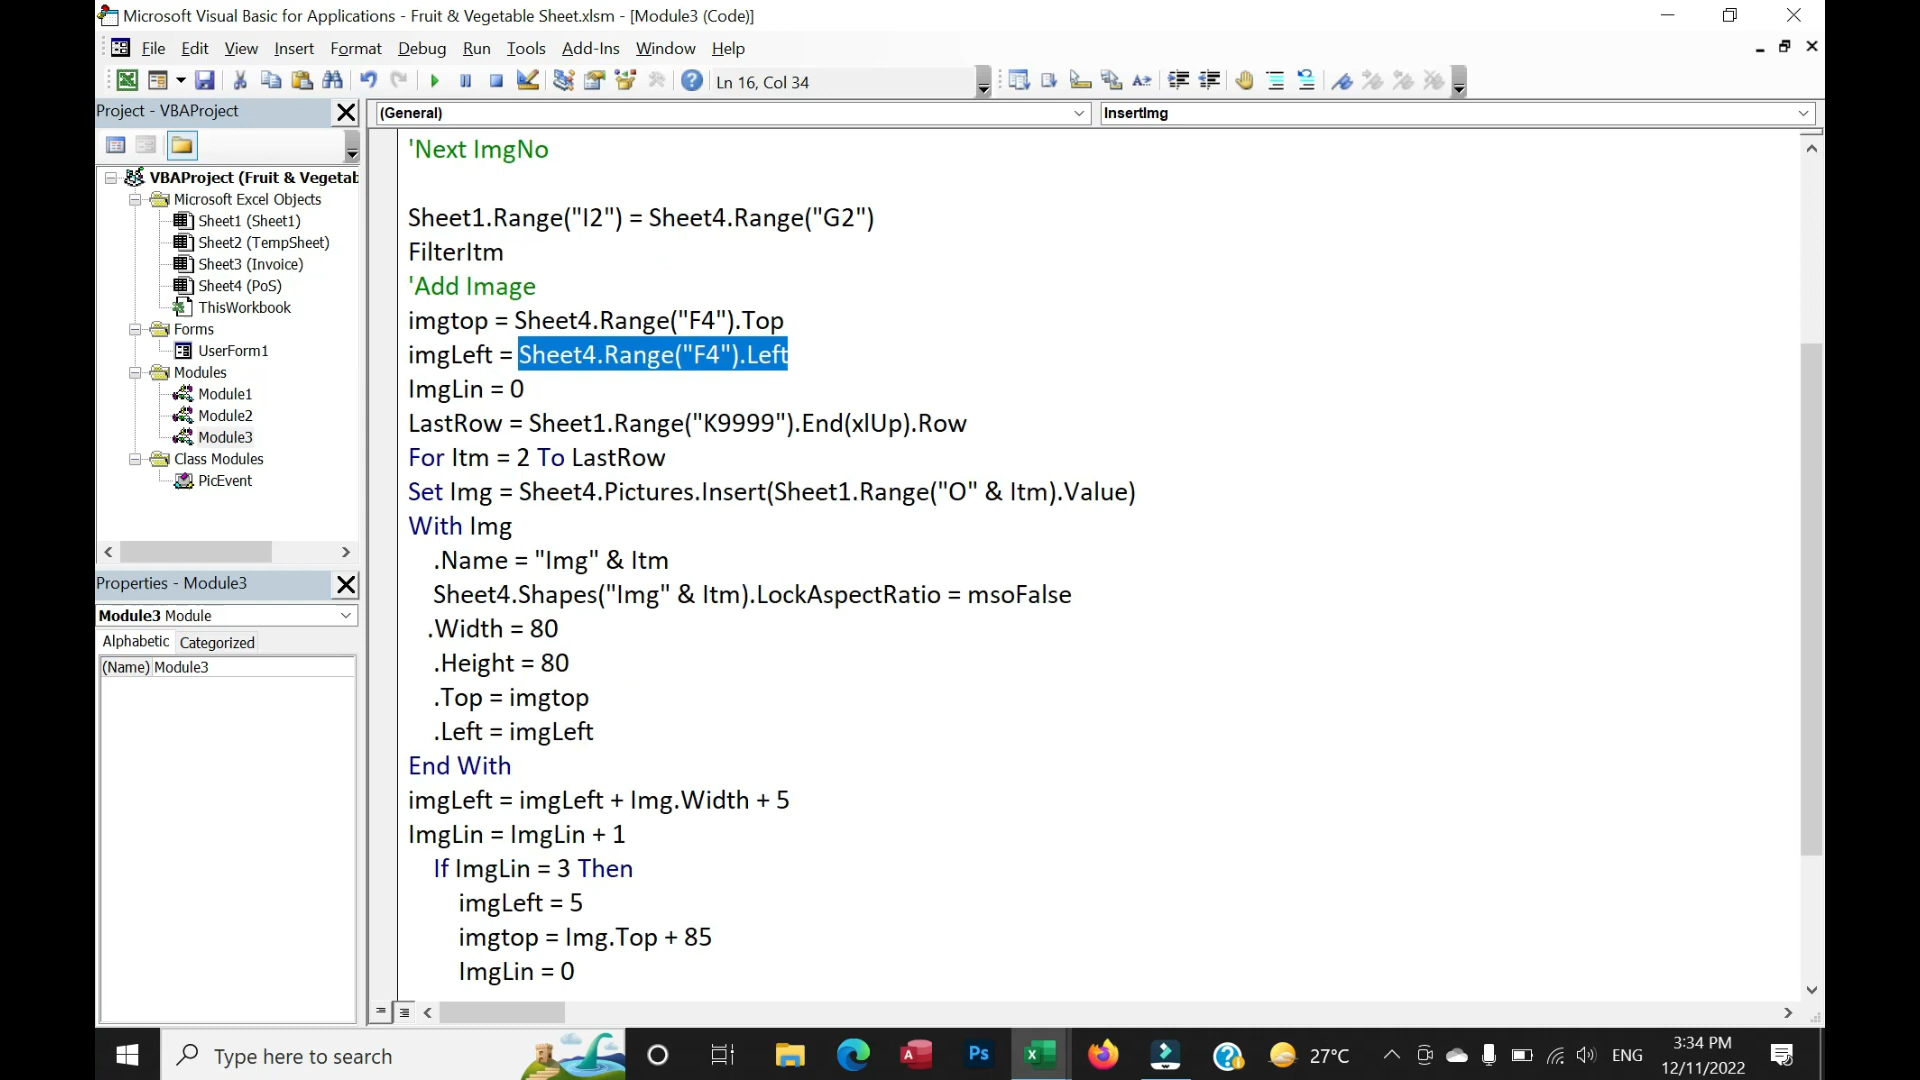 Microsoft Visual Basic for Applications - Fruit & Vegetable Sheet.xlsm - [Module3 (Code)]
File Edit View Insert Format Debug Run Tools Add-Ins Window Help
Ln 16, Col 34
Project - VBAProject
(General) InsertImg
VBAProject (Fruit & Vegetab
Microsoft Excel Objects
Sheet1 (Sheet1)
Sheet2 (TempSheet)
Sheet3 (Invoice)
Sheet4 (PoS)
ThisWorkbook
Forms
UserForm1
Modules
Module1
Module2
Module3
Class Modules
PicEvent
Properties - Module3
Module3 Module
Alphabetic Categorized
(Name) Module3
'Next ImgNo
Sheet1.Range("I2") = Sheet4.Range("G2")
FilterItm
'Add Image
imgtop = Sheet4.Range("F4").Top
imgLeft = Sheet4.Range("F4").Left
ImgLin = 0
LastRow = Sheet1.Range("K9999").End(xlUp).Row
For Itm = 2 To LastRow
Set Img = Sheet4.Pictures.Insert(Sheet1.Range("O" & Itm).Value)
With Img
.Name = "Img" & Itm
Sheet4.Shapes("Img" & Itm).LockAspectRatio = msoFalse
.Width = 80
.Height = 80
.Top = imgtop
.Left = imgLeft
End With
imgLeft = imgLeft + Img.Width + 5
ImgLin = ImgLin + 1
If ImgLin = 3 Then
imgLeft = 5
imgtop = Img.Top + 85
ImgLin = 0
Type here to search
A
Ps
27°C
ENG
3:34 PM
12/11/2022